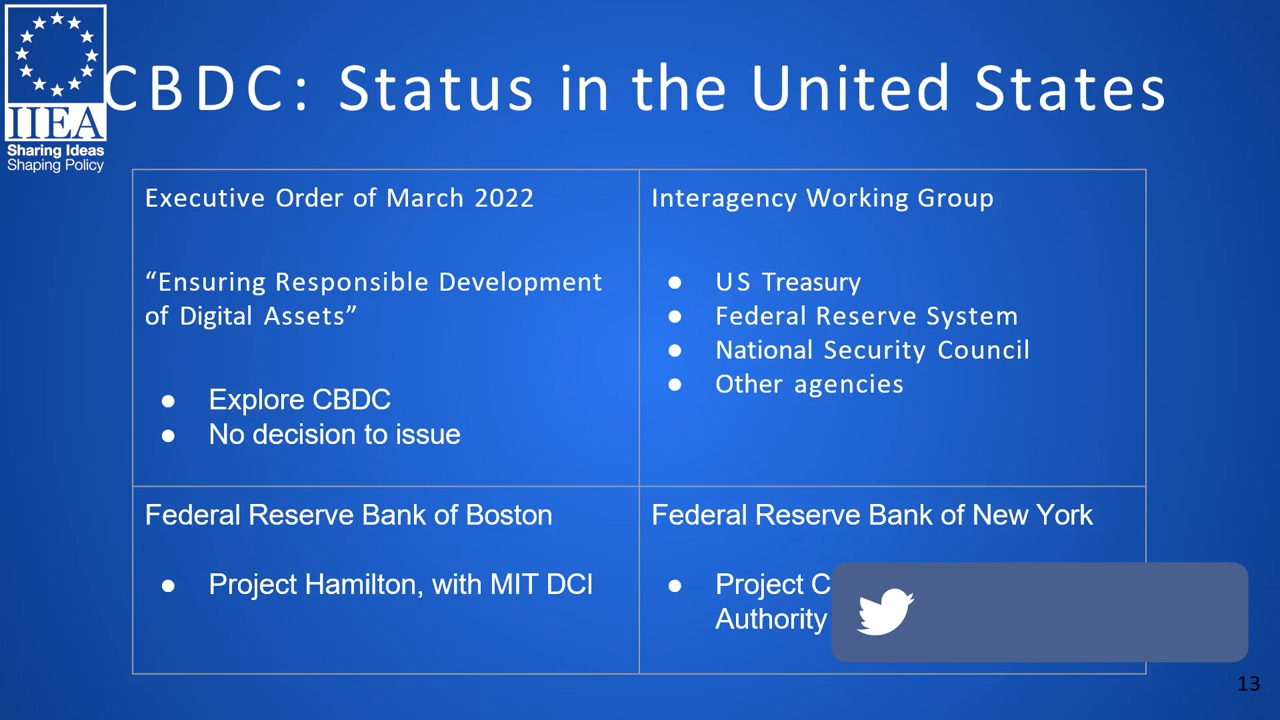 IIEA
Sharing Ideas
Shaping Policy
CBDC: Status in the United States
Executive Order of March 2022
“Ensuring Responsible Development
of Digital Assets”
● Explore CBDC
● No decision to issue
Interagency Working Group
● US Treasury
● Federal Reserve System
● National Security Council
● Other agencies
Federal Reserve Bank of Boston
● Project Hamilton, with MIT DCI
Federal Reserve Bank of New York
● Project
Authority
13